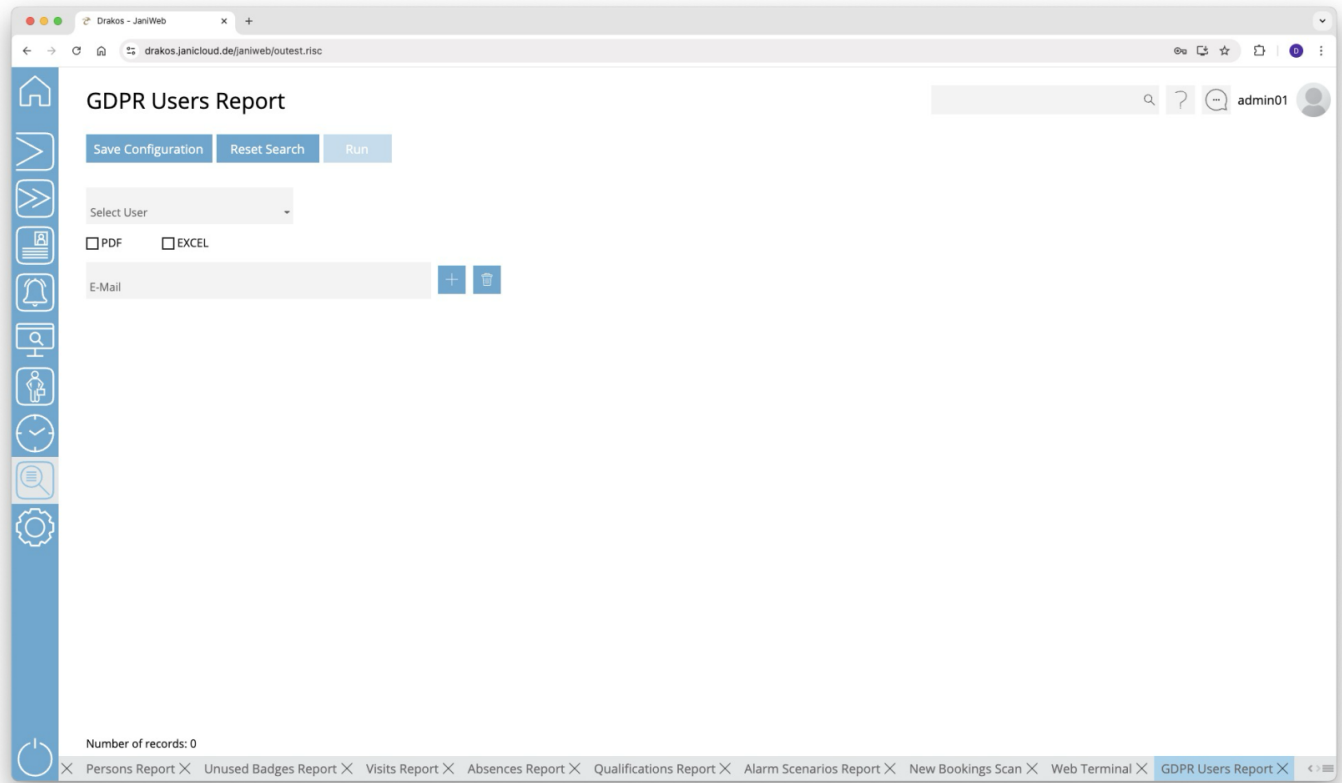 Drakos - JaniWeb
drakos.janicloud.de/janiweb/outest.risc
D
GDPR Users Report
admin01
Save Configuration Reset Search Run
Select User
PDF EXCEL
E-Mail
Number of records: 0
Persons Report Unused Badges Report Visits Report Absences Report Qualifications Report Alarm Scenarios Report New Bookings Scan Web Terminal GDPR Users Report